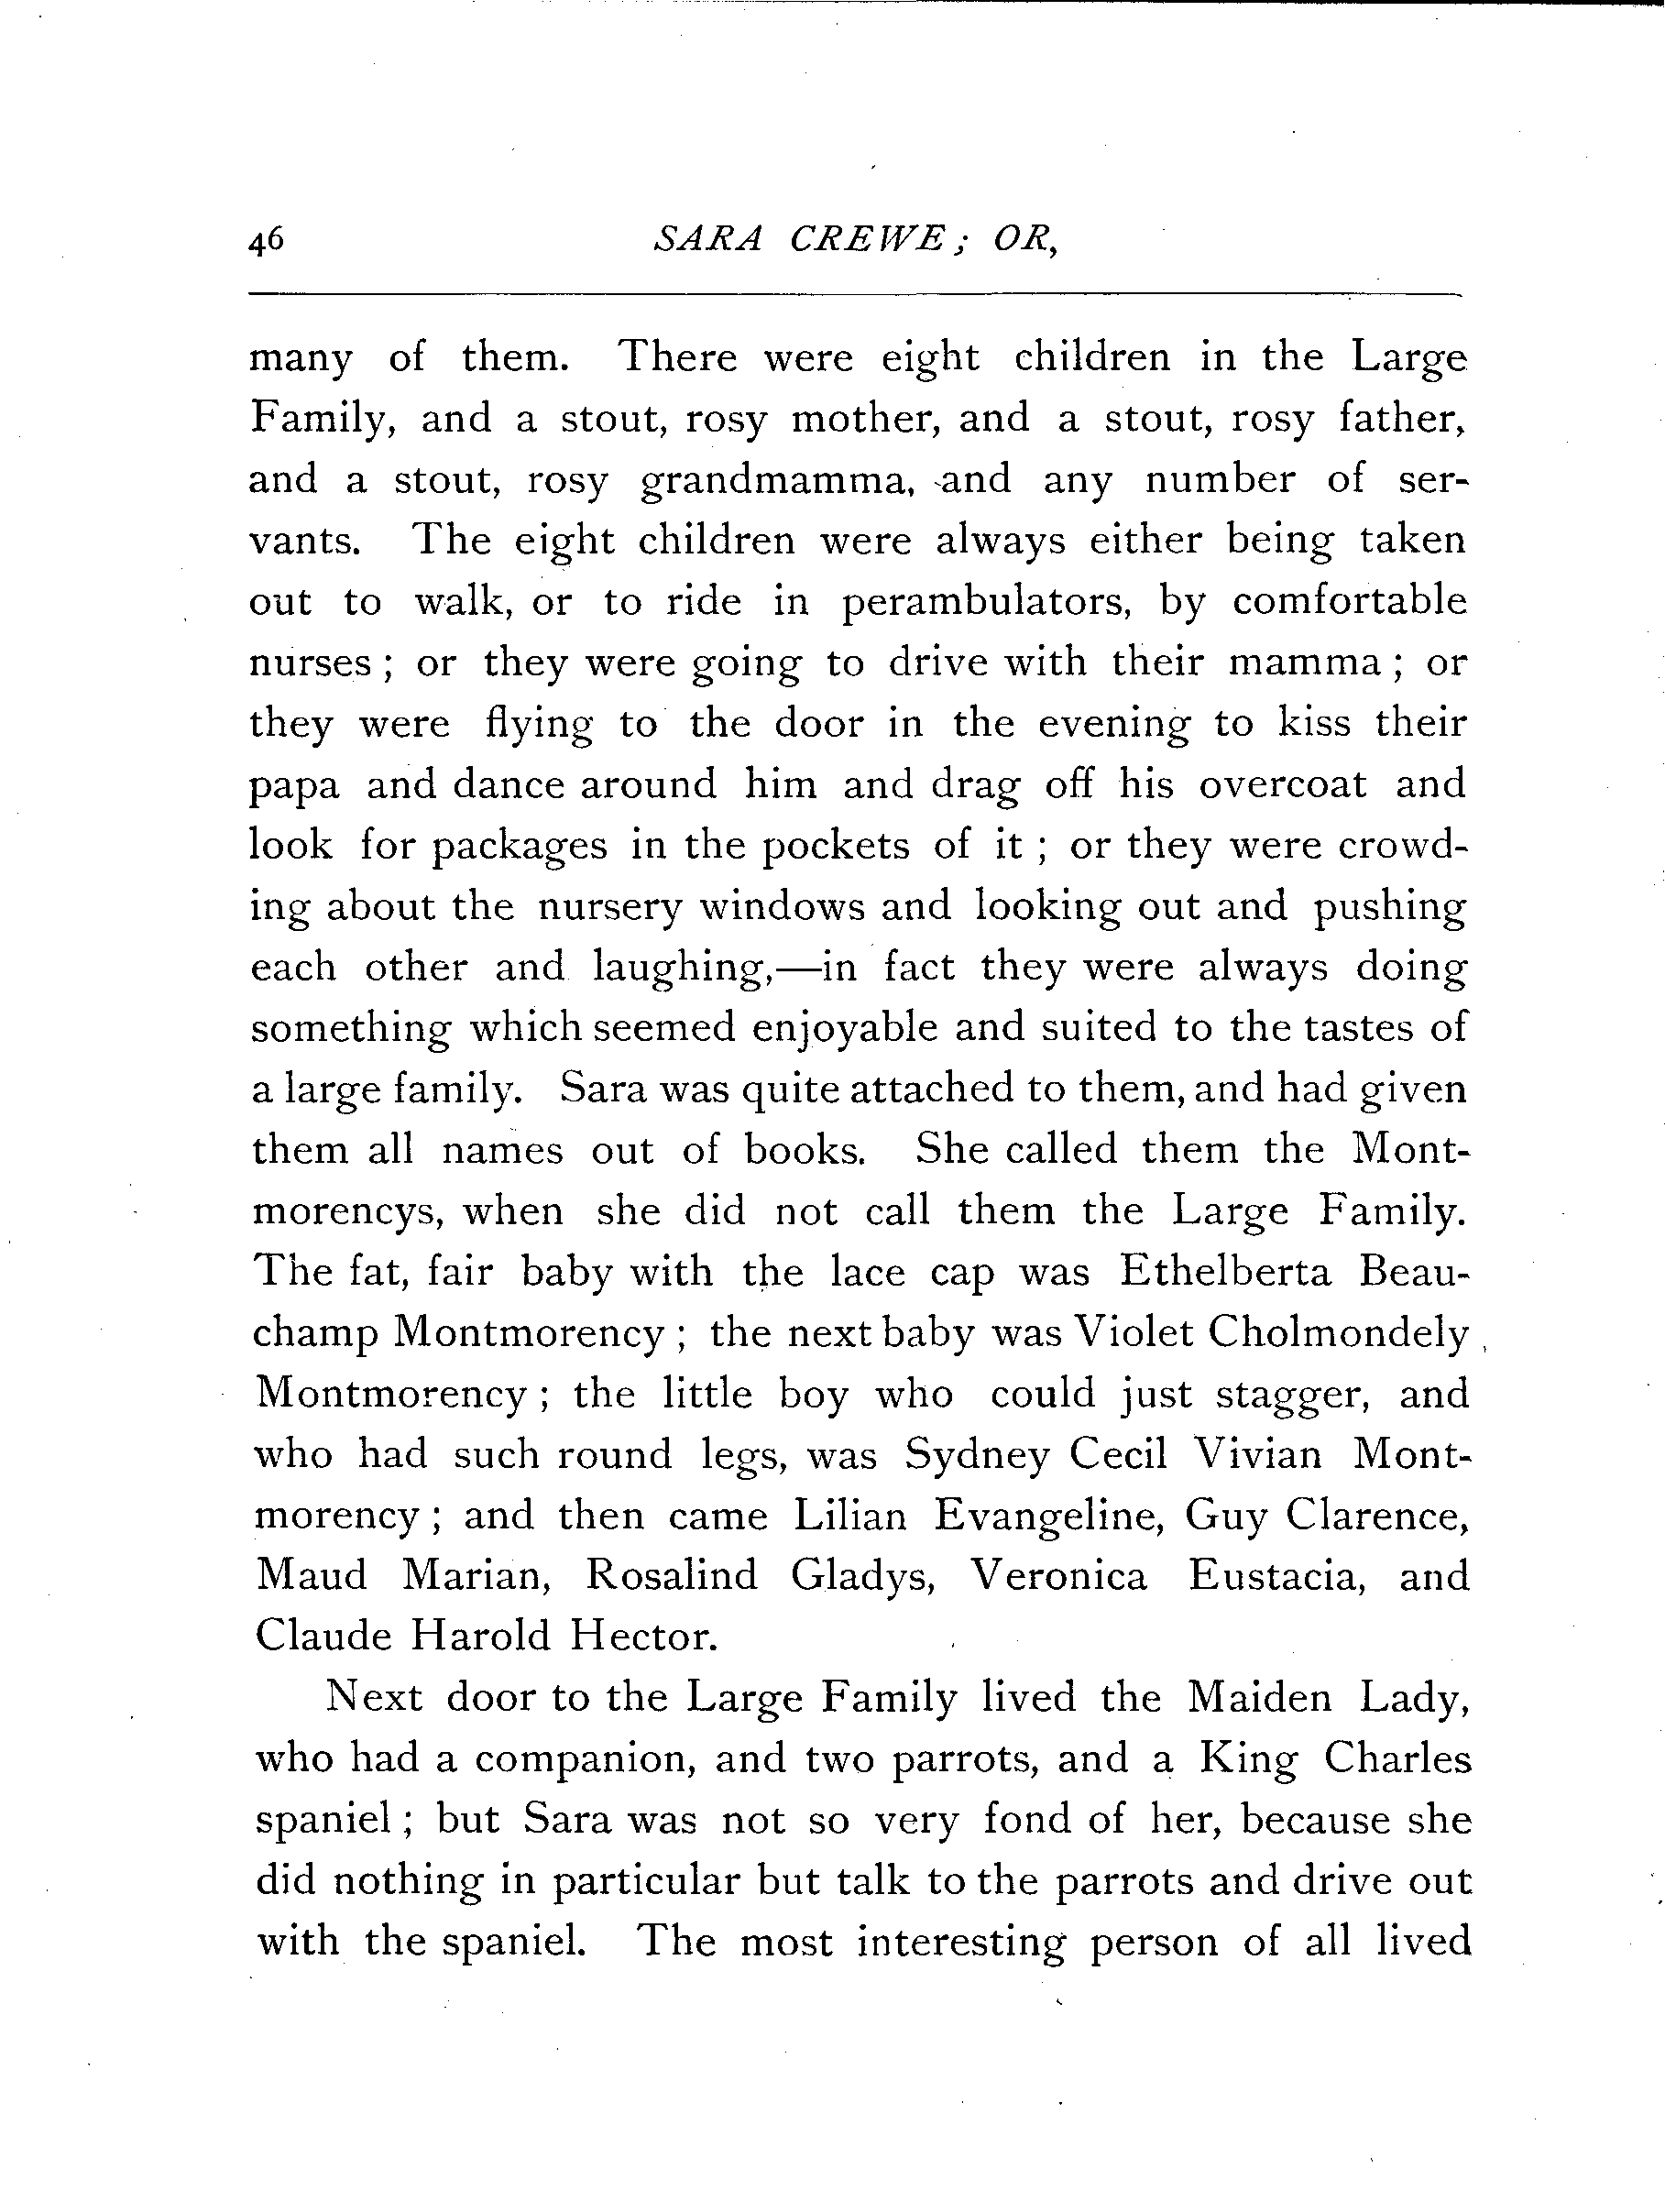 46 SARA CREWE; OR,
many of them. There were eight children in the Large
Family, and a stout, rosy mother, and a stout, rosy father,
and a stout, rosy grandmamma, and any number of ser-
vants. The eight children were always either being taken
out to walk, or to ride in perambulators, by comfortable
nurses; or they were going to drive with their mamma; or
they were flying to the door in the evening to kiss their
papa and dance around him and drag off his overcoat and
look for packages in the pockets of it; or they were crowd-
ing about the nursery windows and looking out and pushing
each other and laughing,—in fact they were always doing
something which seemed enjoyable and suited to the tastes of
a large family. Sara was quite attached to them, and had given
them all names out of books. She called them the Mont-
morencys, when she did not call them the Large Family.
The fat, fair baby with the lace cap was Ethelberta Beau-
champ Montmorency; the next baby was Violet Cholmondely
Montmorency; the little boy who could just stagger, and
who had such round legs, was Sydney Cecil Vivian Mont-
morency; and then came Lilian Evangeline, Guy Clarence,
Maud Marian, Rosalind Gladys, Veronica Eustacia, and
Claude Harold Hector.
Next door to the Large Family lived the Maiden Lady,
who had a companion, and two parrots, and a King Charles
spaniel; but Sara was not so very fond of her, because she
did nothing in particular but talk to the parrots and drive out
with the spaniel. The most interesting person of all lived